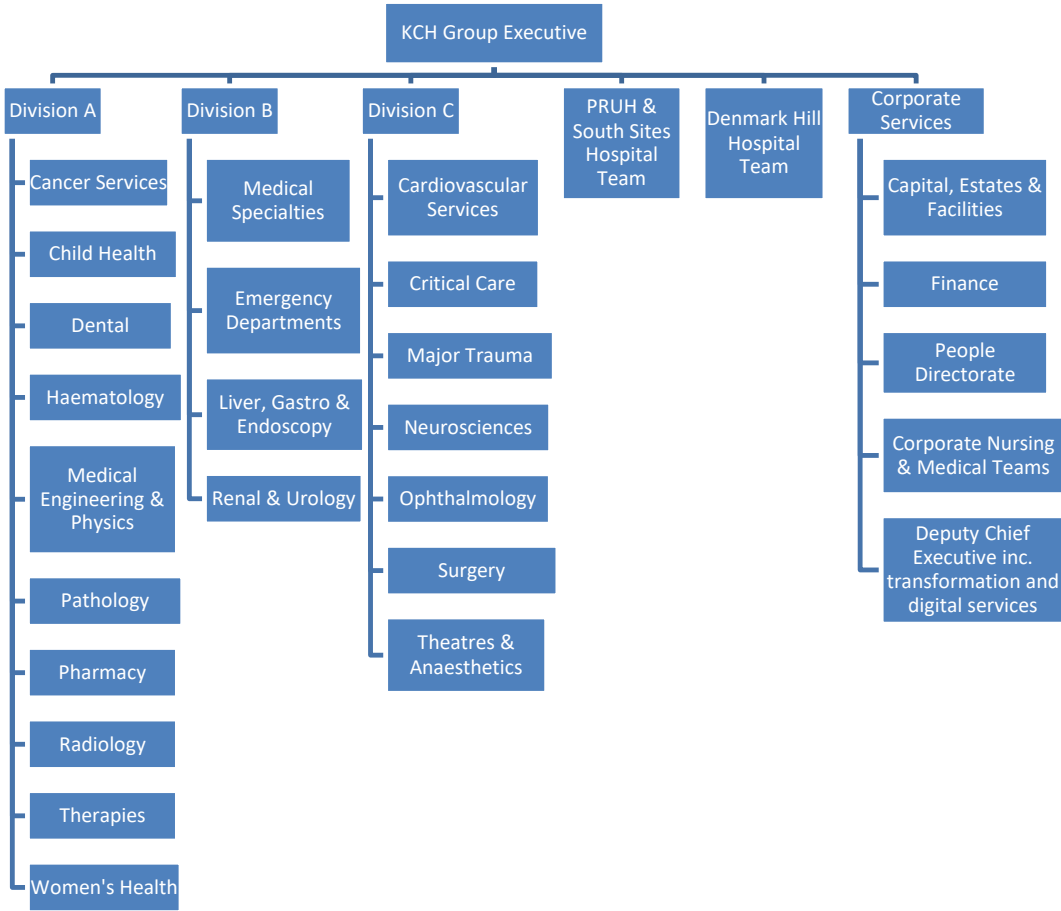 KCH Group Executive
Division A
Division B
Division C
PRUH &
South Sites
Hospital
Team
Denmark Hill
Hospital
Team
Corporate
Services
Cancer Services
Child Health
Dental
Haematology
Medical
Engineering &
Physics
Pathology
Pharmacy
Radiology
Therapies
Women's Health
Medical
Specialties
Emergency
Departments
Liver, Gastro &
Endoscopy
Renal & Urology
Cardiovascular
Services
Critical Care
Major Trauma
Neurosciences
Ophthalmology
Surgery
Theatres &
Anaesthetics
Capital, Estates &
Facilities
Finance
People
Directorate
Corporate Nursing
& Medical Teams
Deputy Chief
Executive inc.
transformation and
digital services